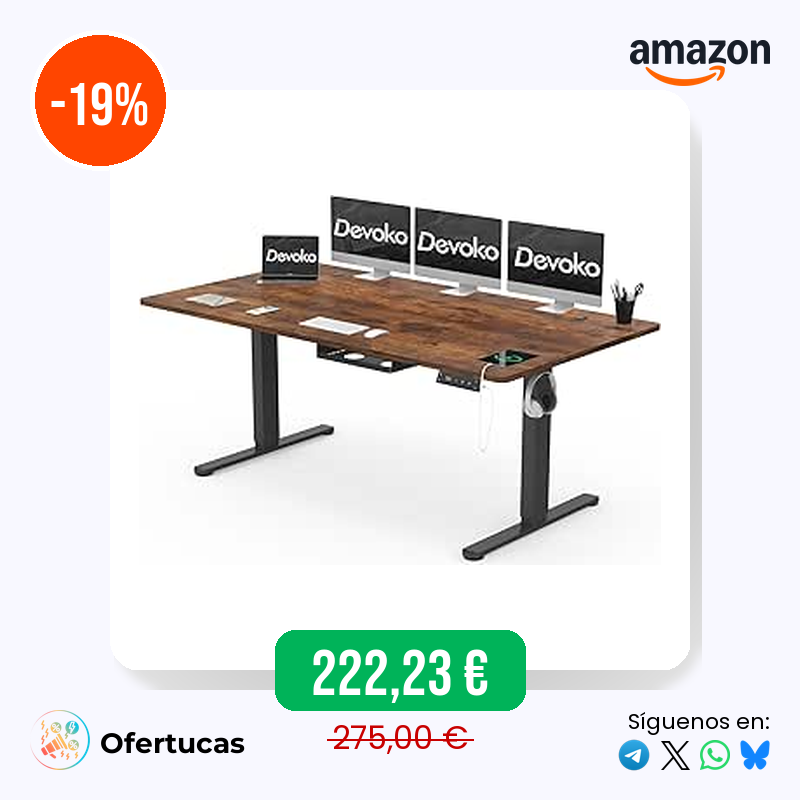 -19%
amazon
Devoko
Devoko
Devoko
Devoko
222,23 €
275,00 €
Ofertucas
Síguenos en: